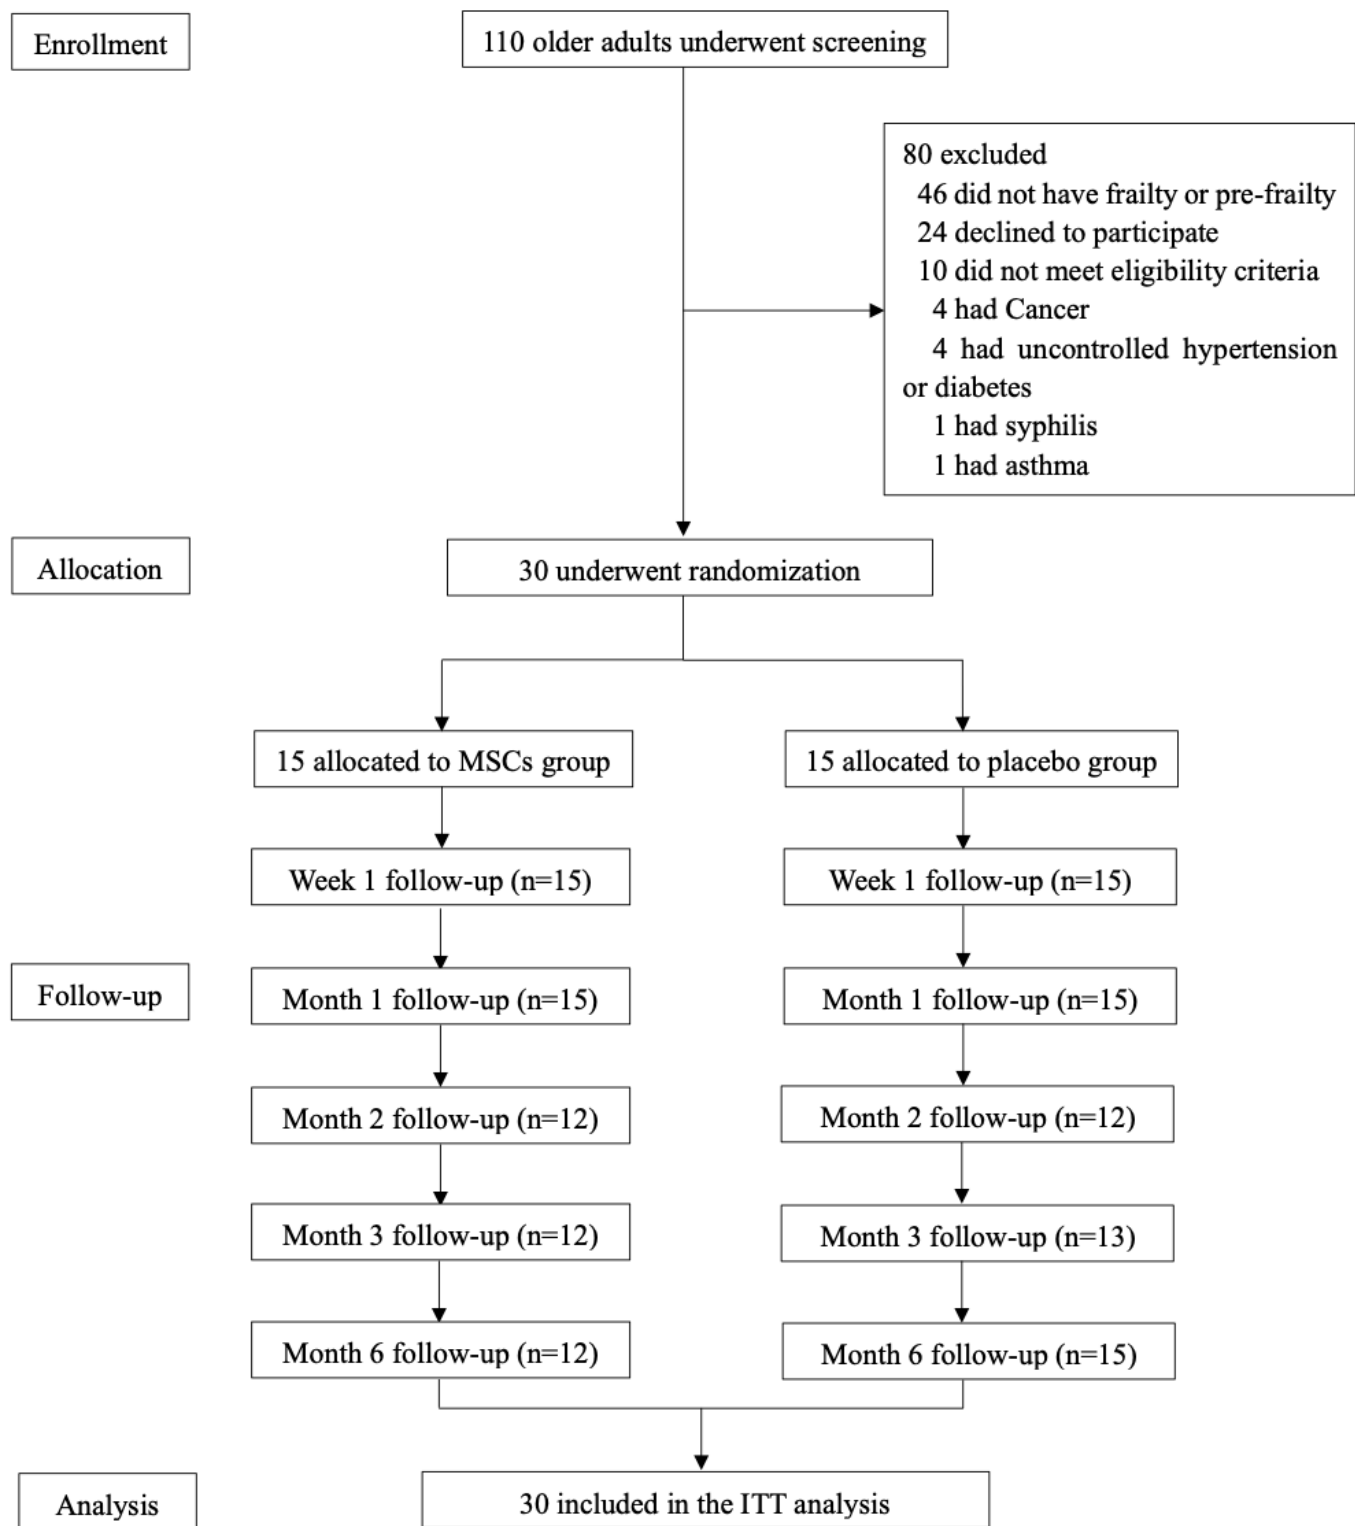 Enrollment
110 older adults underwent screening
80 excluded
46 did not have frailty or pre-frailty
24 declined to participate
10 did not meet eligibility criteria
4 had Cancer
4 had uncontrolled hypertension
or diabetes
1 had syphilis
1 had asthma
Allocation
30 underwent randomization
15 allocated to MSCs group
15 allocated to placebo group
Week 1 follow-up (n=15)
Week 1 follow-up (n=15)
Follow-up
Month 1 follow-up (n=15)
Month 1 follow-up (n=15)
Month 2 follow-up (n=12)
Month 2 follow-up (n=12)
Month 3 follow-up (n=12)
Month 3 follow-up (n=13)
Month 6 follow-up (n=12)
Month 6 follow-up (n=15)
Analysis
30 included in the ITT analysis